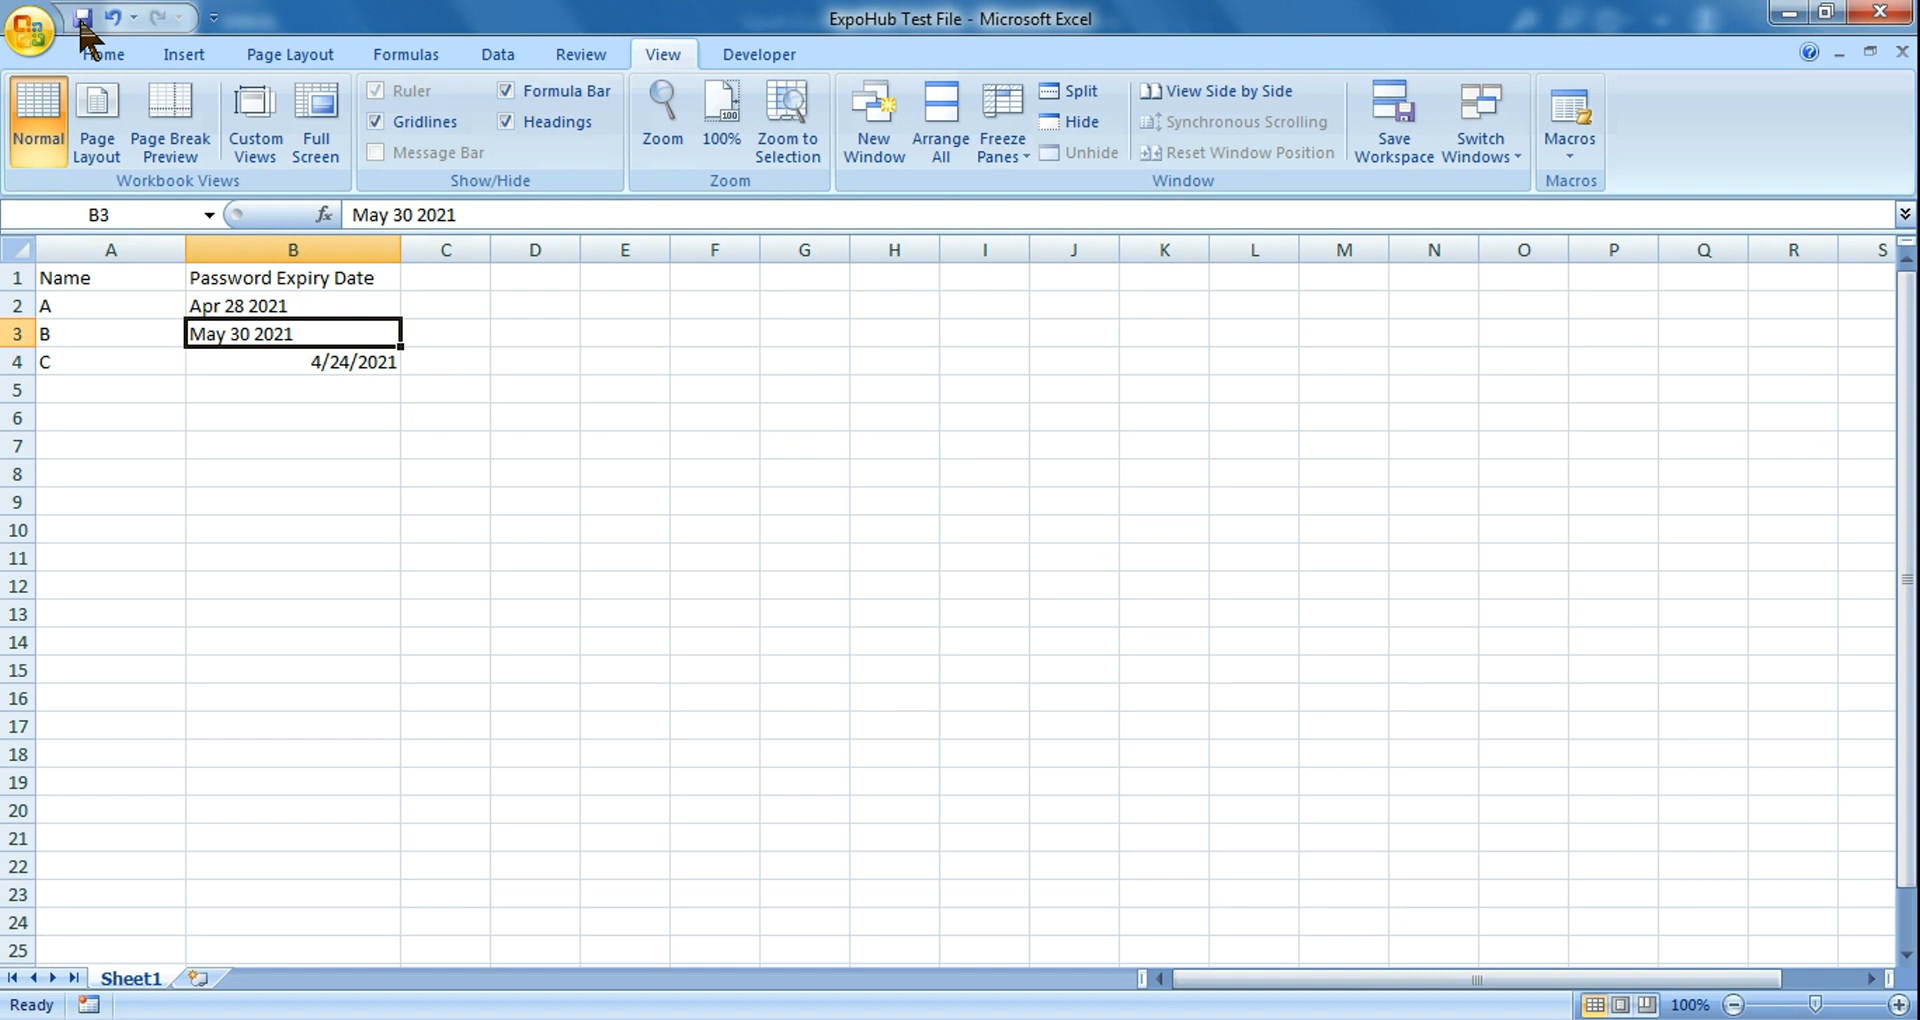 ExpoHub Test File - Microsoft Excel
Home Insert Page Layout Formulas Data Review View Developer
Ruler Formula Bar Split View Side by Side
Gridlines Headings Hide Synchronous Scrolling
Message Bar Unhide Reset Window Position
Normal Page Layout Page Break Preview Custom Views Full Screen Zoom 100% Zoom to Selection New Window Arrange All Freeze Panes Save Workspace Switch Windows Macros
Workbook Views Show/Hide Zoom Window Macros
B3 fx May 30 2021
A B C D E F G H I J K L M N O P Q R S
1 Name Password Expiry Date
2 A Apr 28 2021
3 B May 30 2021
4 C 4/24/2021
5
6
7
8
9
10
11
12
13
14
15
16
17
18
19
20
21
22
23
24
25
Sheet1
Ready 100%